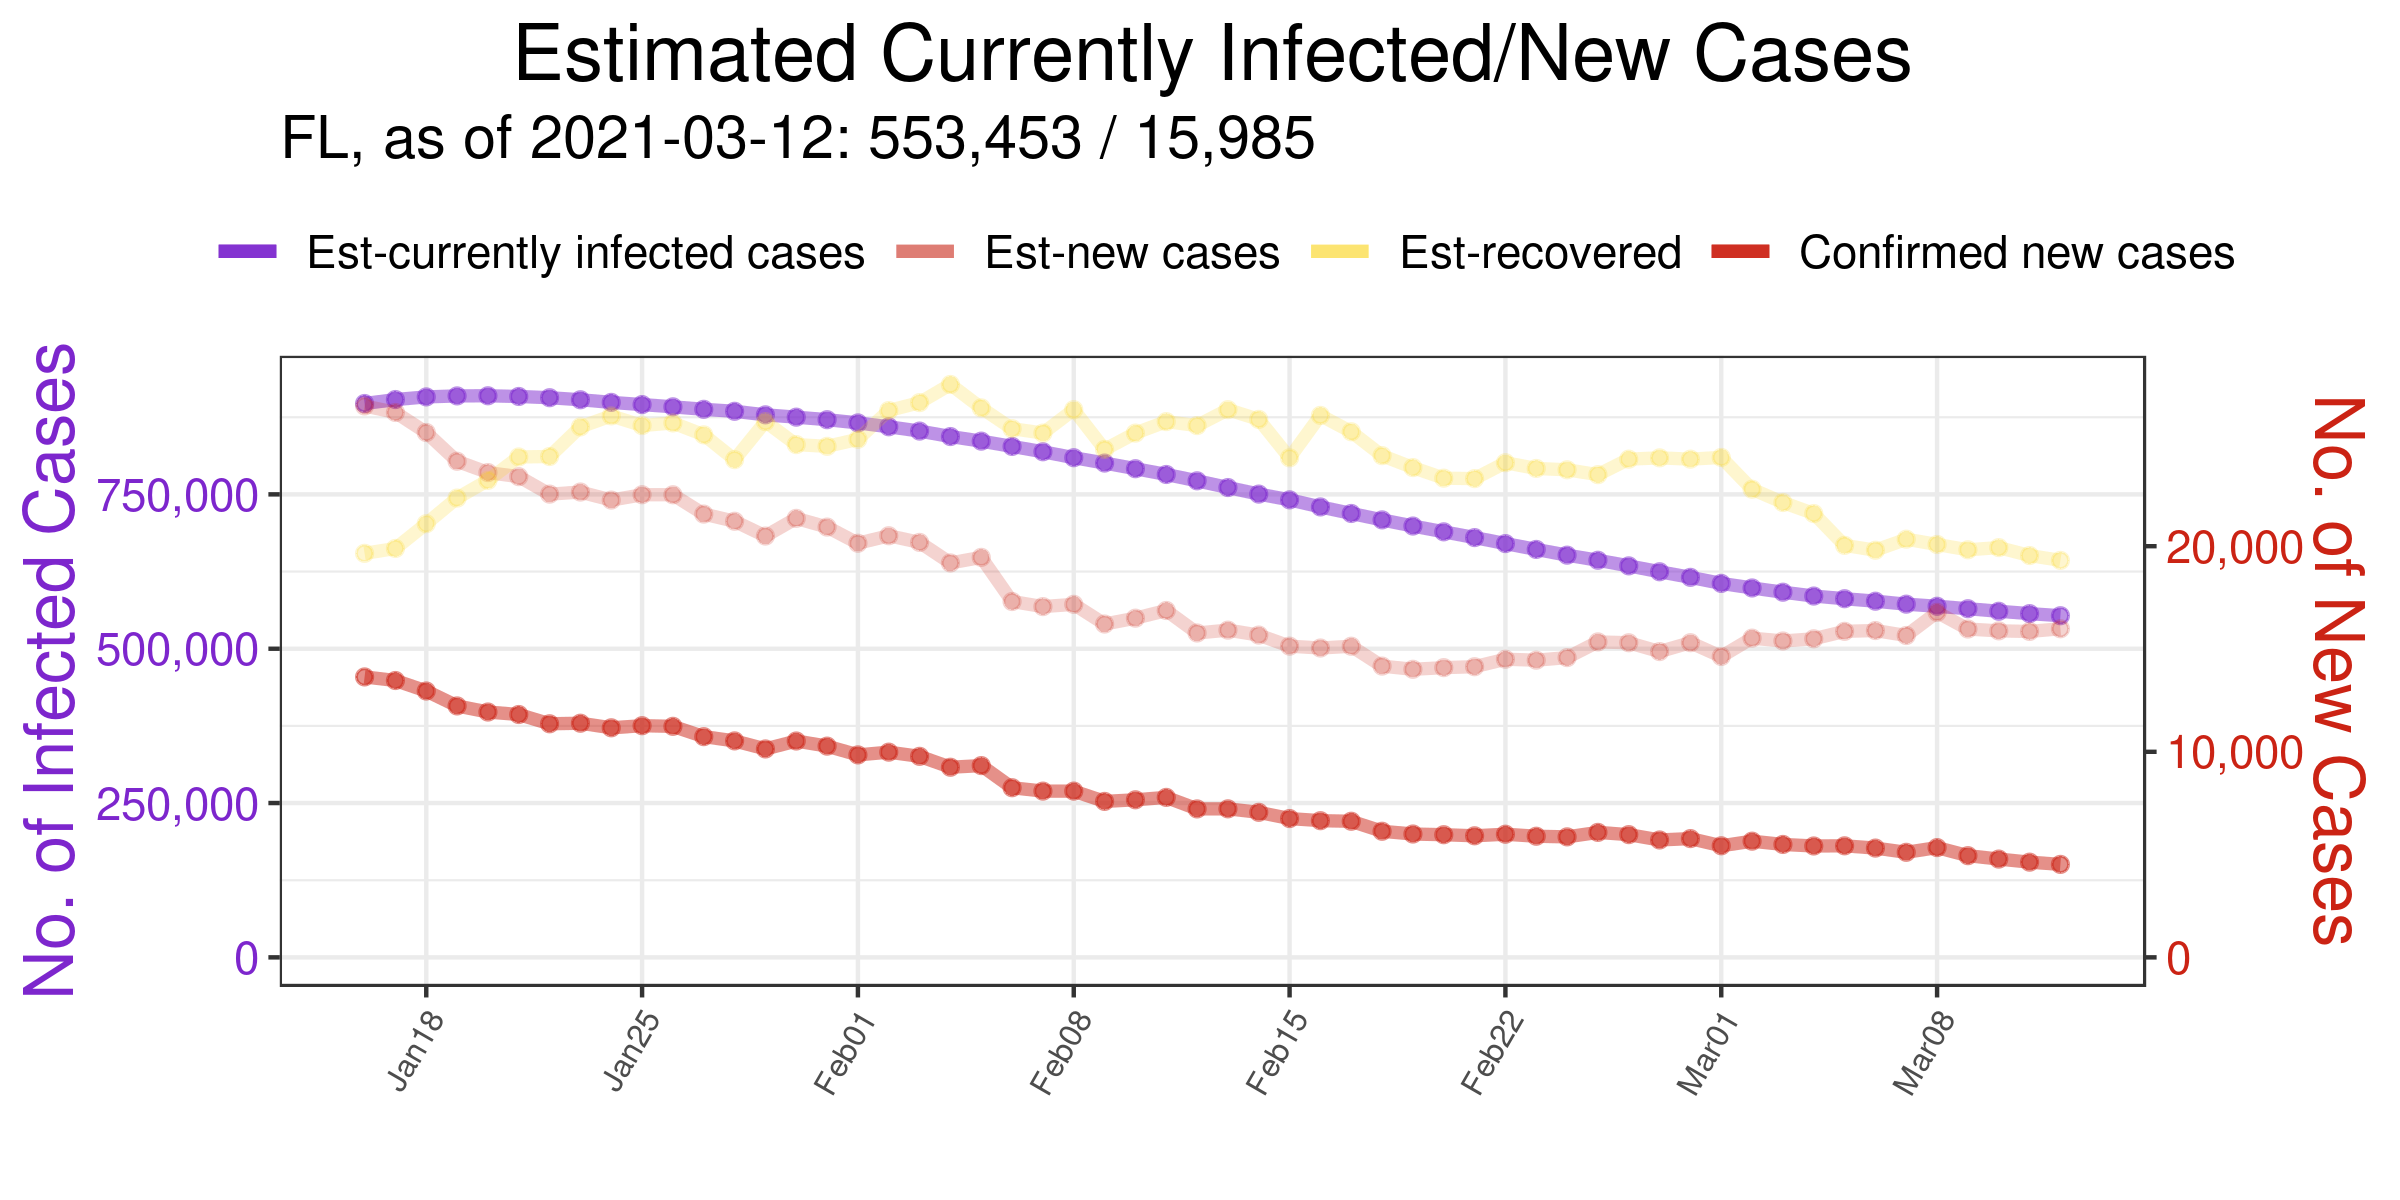 Estimated Currently Infected/New Cases
FL, as of 2021-03-12: 553,453 / 15,985
Est-currently infected cases Est-new cases Est-recovered Confirmed new cases
No. of Infected Cases
750,000
500,000
250,000
0
20,000
10,000
0
No. of New Cases
Jan18 Jan25 Feb01 Feb08 Feb15 Feb22 Mar01 Mar08